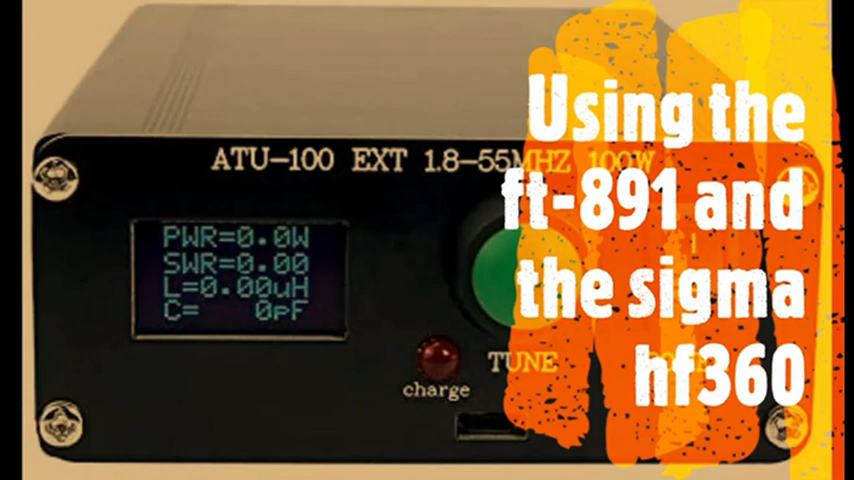 ATU-100 EXT 1.8-55MHZ 100W
PWR=0.0W
SWR=0.00
L=0.00uH
C= 0pF
TUNE
charge
Using the
ft-891 and
the sigma
hf360